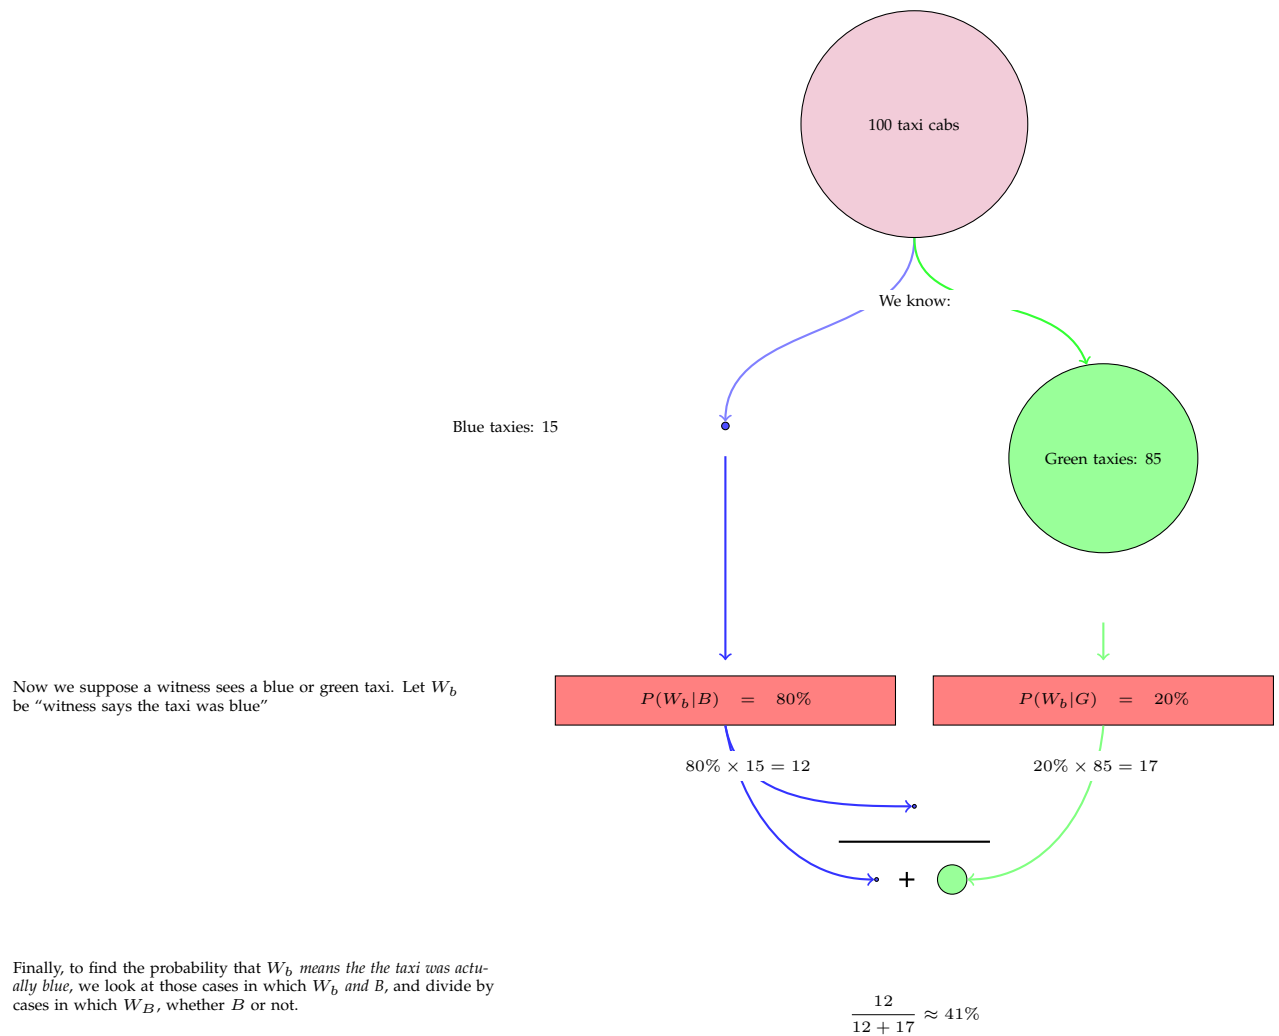 100 taxi cabs
We know:
Blue taxies: 15
Green taxies: 85
Now we suppose a witness sees a blue or green taxi. Let W_b
be “witness says the taxi was blue”
P(W_b|B) = 80%
P(W_b|G) = 20%
80% × 15 = 12
20% × 85 = 17
+
Finally, to find the probability that W_b means the the taxi was actu-
ally blue, we look at those cases in which W_b and B, and divide by
cases in which W_B, whether B or not.
12
12 + 17
≈ 41%